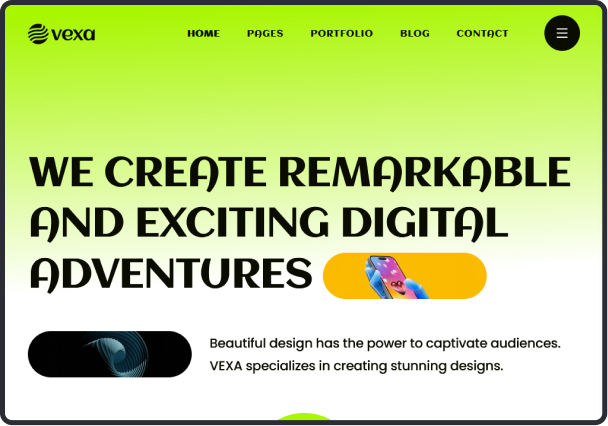 vexa
HOME PAGES PORTFOLIO BLOG CONTACT
WE CREATE REMARKABLE
AND EXCITING DIGITAL
ADVENTURES
Beautiful design has the power to captivate audiences.
VEXA specializes in creating stunning designs.